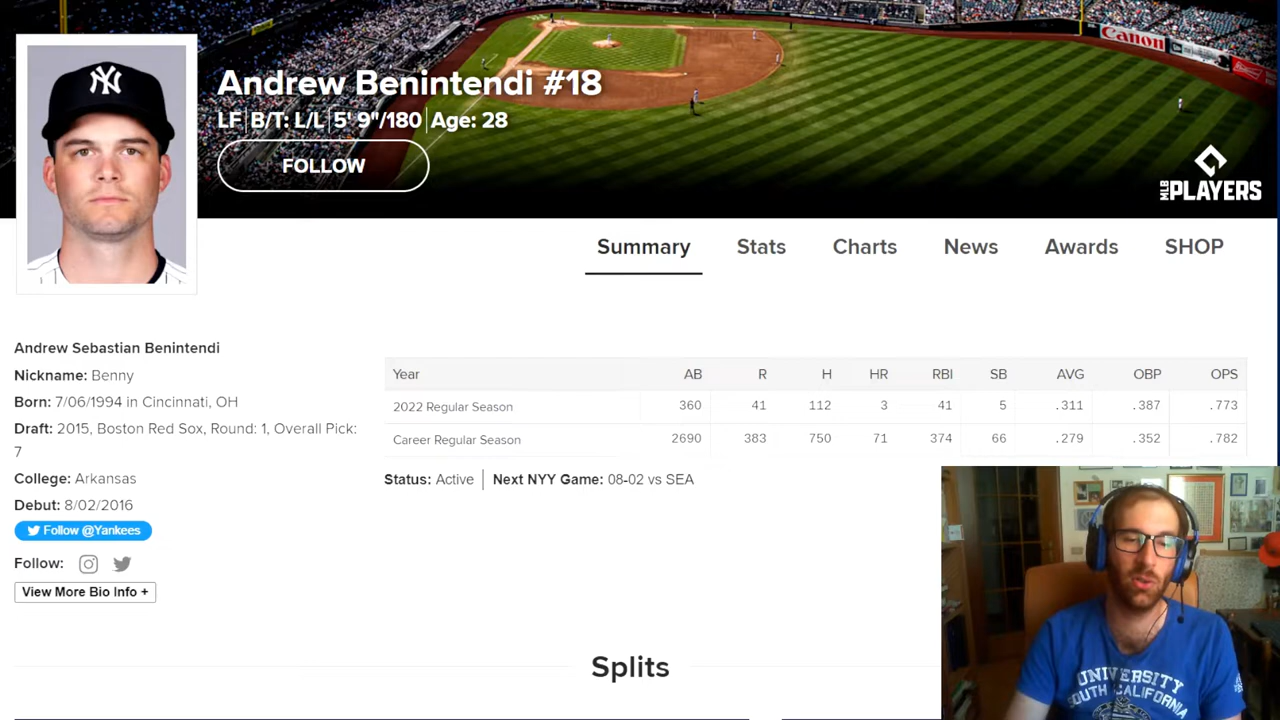 Canon
Andrew Benintendi #18
LF B/T: L/L 5' 9"/180 Age: 28
FOLLOW
MLB PLAYERS
Summary Stats Charts News Awards SHOP
Andrew Sebastian Benintendi
Nickname: Benny
Born: 7/06/1994 in Cincinnati, OH
Draft: 2015, Boston Red Sox, Round: 1, Overall Pick:
7
College: Arkansas
Debut: 8/02/2016
Follow @Yankees
Follow:
View More Bio Info +
Year AB R H HR RBI SB AVG OBP OPS
2022 Regular Season 360 41 112 3 41 5 .311 .387 .773
Career Regular Season 2690 383 750 71 374 66 .279 .352 .782
Status: Active Next NYY Game: 08-02 vs SEA
UNIVERSITY
SOUTH CALIFORNIA
Splits